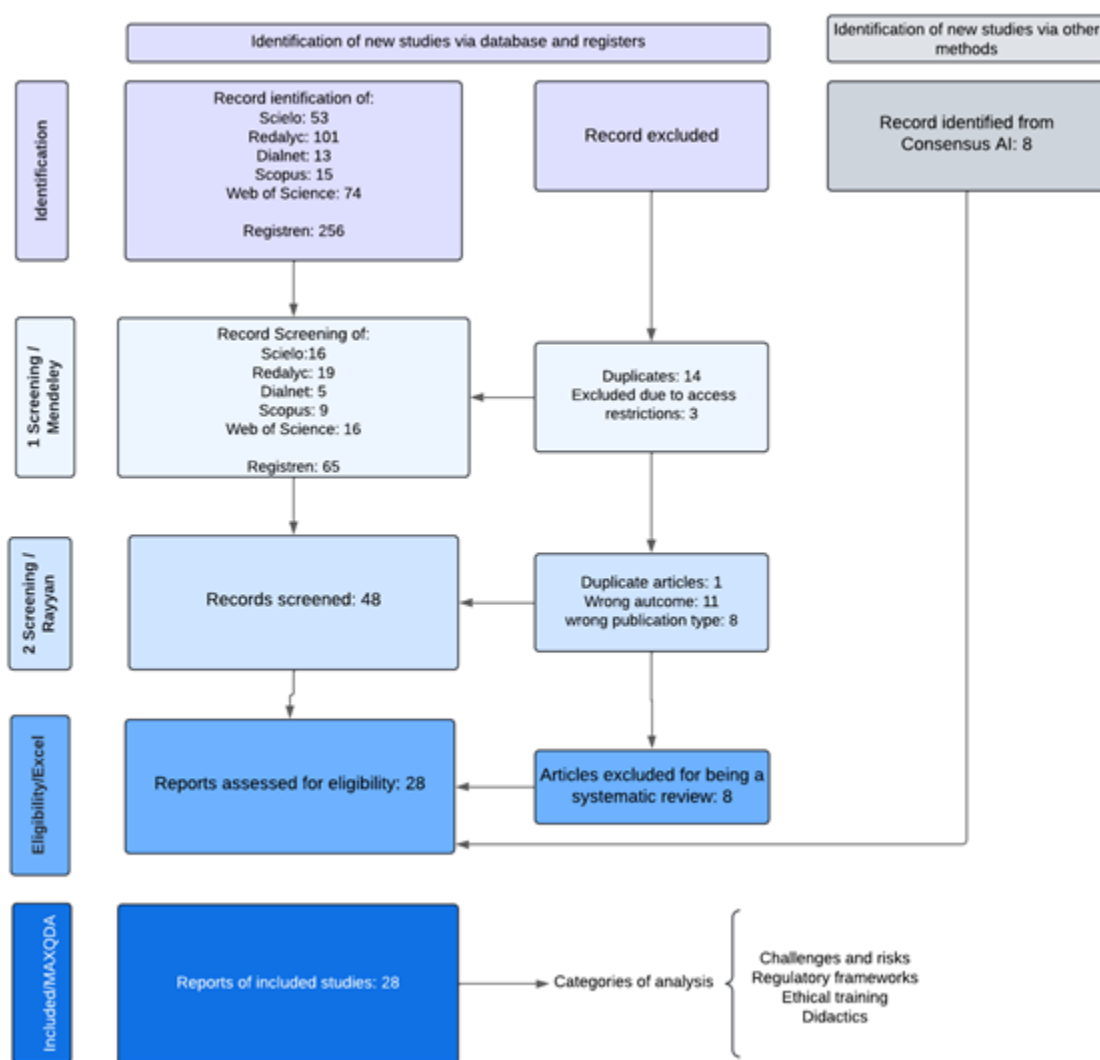 Identification of new studies via database and registers
Identification of new studies via other
methods
Identification
Record ientification of:
Scielo: 53
Redalyc: 101
Dialnet: 13
Scopus: 15
Web of Science: 74
Registren: 256
Record excluded
Record identified from
Consensus AI: 8
1 Screening /
Mendeley
Record Screening of:
Scielo:16
Redalyc: 19
Dialnet: 5
Scopus: 9
Web of Science: 16
Registren: 65
Duplicates: 14
Excluded due to access
restrictions: 3
2 Screening /
Rayyan
Records screened: 48
Duplicate articles: 1
Wrong autcome: 11
wrong publication type: 8
Eligibility/Excel
Reports assessed for eligibility: 28
Articles excluded for being a
systematic review: 8
Included/MAXQDA
Reports of included studies: 28
Categories of analysis
Challenges and risks
Regulatory frameworks
Ethical training
Didactics